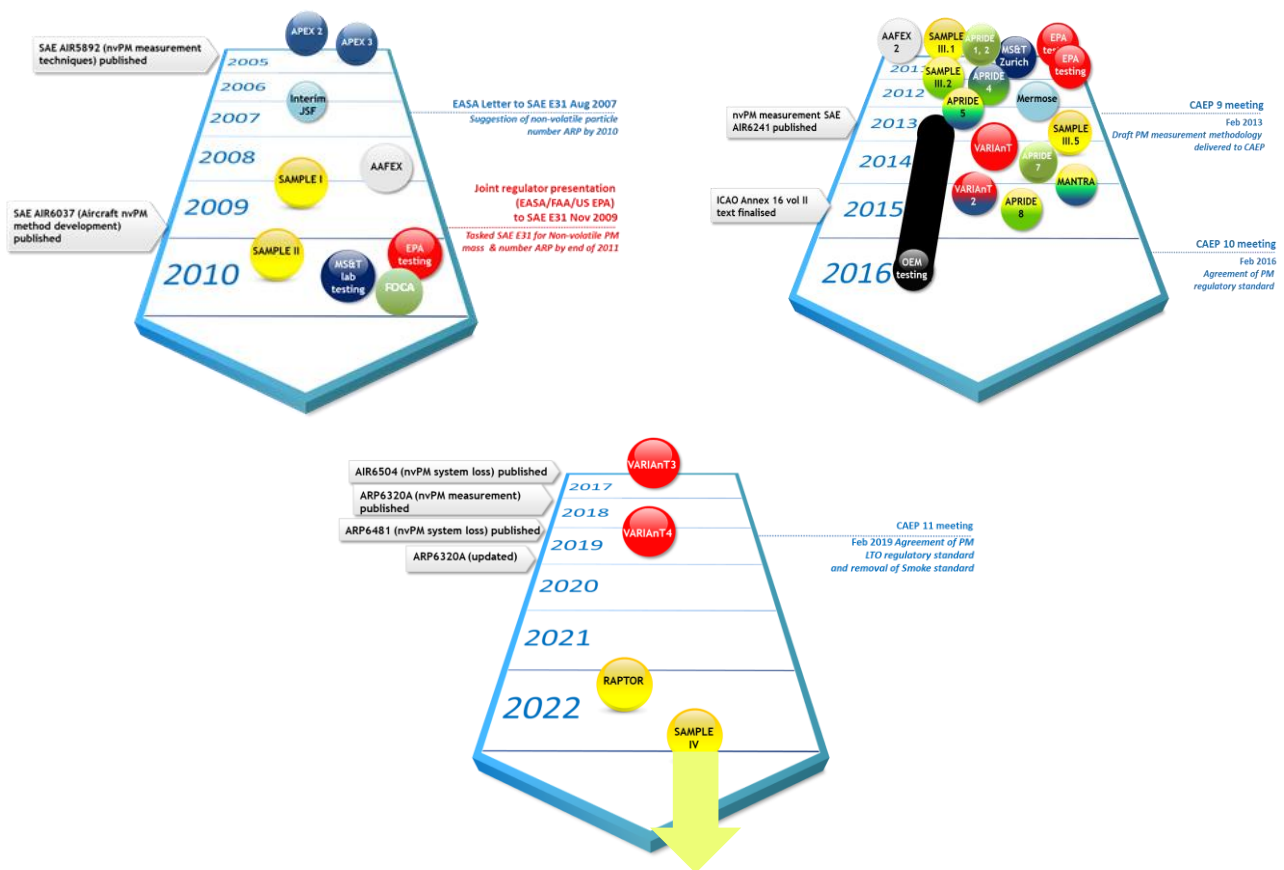 APEX 2
APEX 3
SAE AIR5892 (nvPM measurement
techniques) published
2005
2006
Interim
JSF
2007
EASA Letter to SAE E31 Aug 2007
Suggestion of non-volatile particle
number ARP by 2010
2008
AAFEX
SAMPLE I
Joint regulator presentation
(EASA/FAA/US EPA)
to SAE E31 Nov 2009
Tasked SAE E31 for Non-volatile PM
mass & number ARP by end of 2011
SAE AIR6037 (Aircraft nvPM
method development)
published
2009
SAMPLE II
EPA
testing
2010
MS&T
lab
testing
FOCA
AAFEX
2
SAMPLE
III.1
APRIDE
1, 2
MS&T
Zurich
EPA
testing
EPA
testing
2011
SAMPLE
III.2
APRIDE
4
2012
APRIDE
5
Mermose
nvPM measurement SAE
AIR6241 published
2013
SAMPLE
III.5
CAEP 9 meeting
Feb 2013
Draft PM measurement methodology
delivered to CAEP
VARIAnT
2014
APRIDE
7
MANTRA
ICAO Annex 16 vol II
text finalised
VARIAnT
2
APRIDE
8
2015
CAEP 10 meeting
Feb 2016
Agreement of PM
regulatory standard
2016
OEM
testing
VARIAnT3
AIR6504 (nvPM system loss) published
2017
ARP6320A (nvPM measurement)
published
2018
ARP6481 (nvPM system loss) published
VARIAnT4
2019
ARP6320A (updated)
CAEP 11 meeting
Feb 2019 Agreement of PM
LTO regulatory standard
and removal of Smoke standard
2020
2021
RAPTOR
2022
SAMPLE
IV